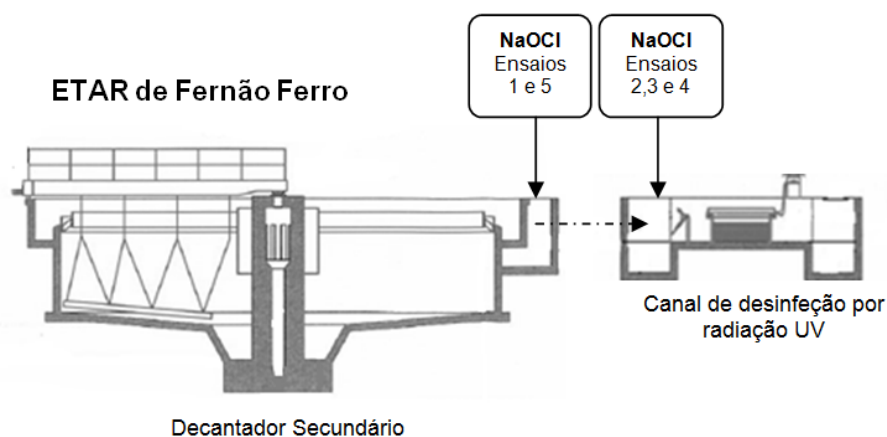 NaOCl
Ensaios
1 e 5
NaOCl
Ensaios
2,3 e 4
ETAR de Fernão Ferro
Canal de desinfeção por
radiação UV
Decantador Secundário